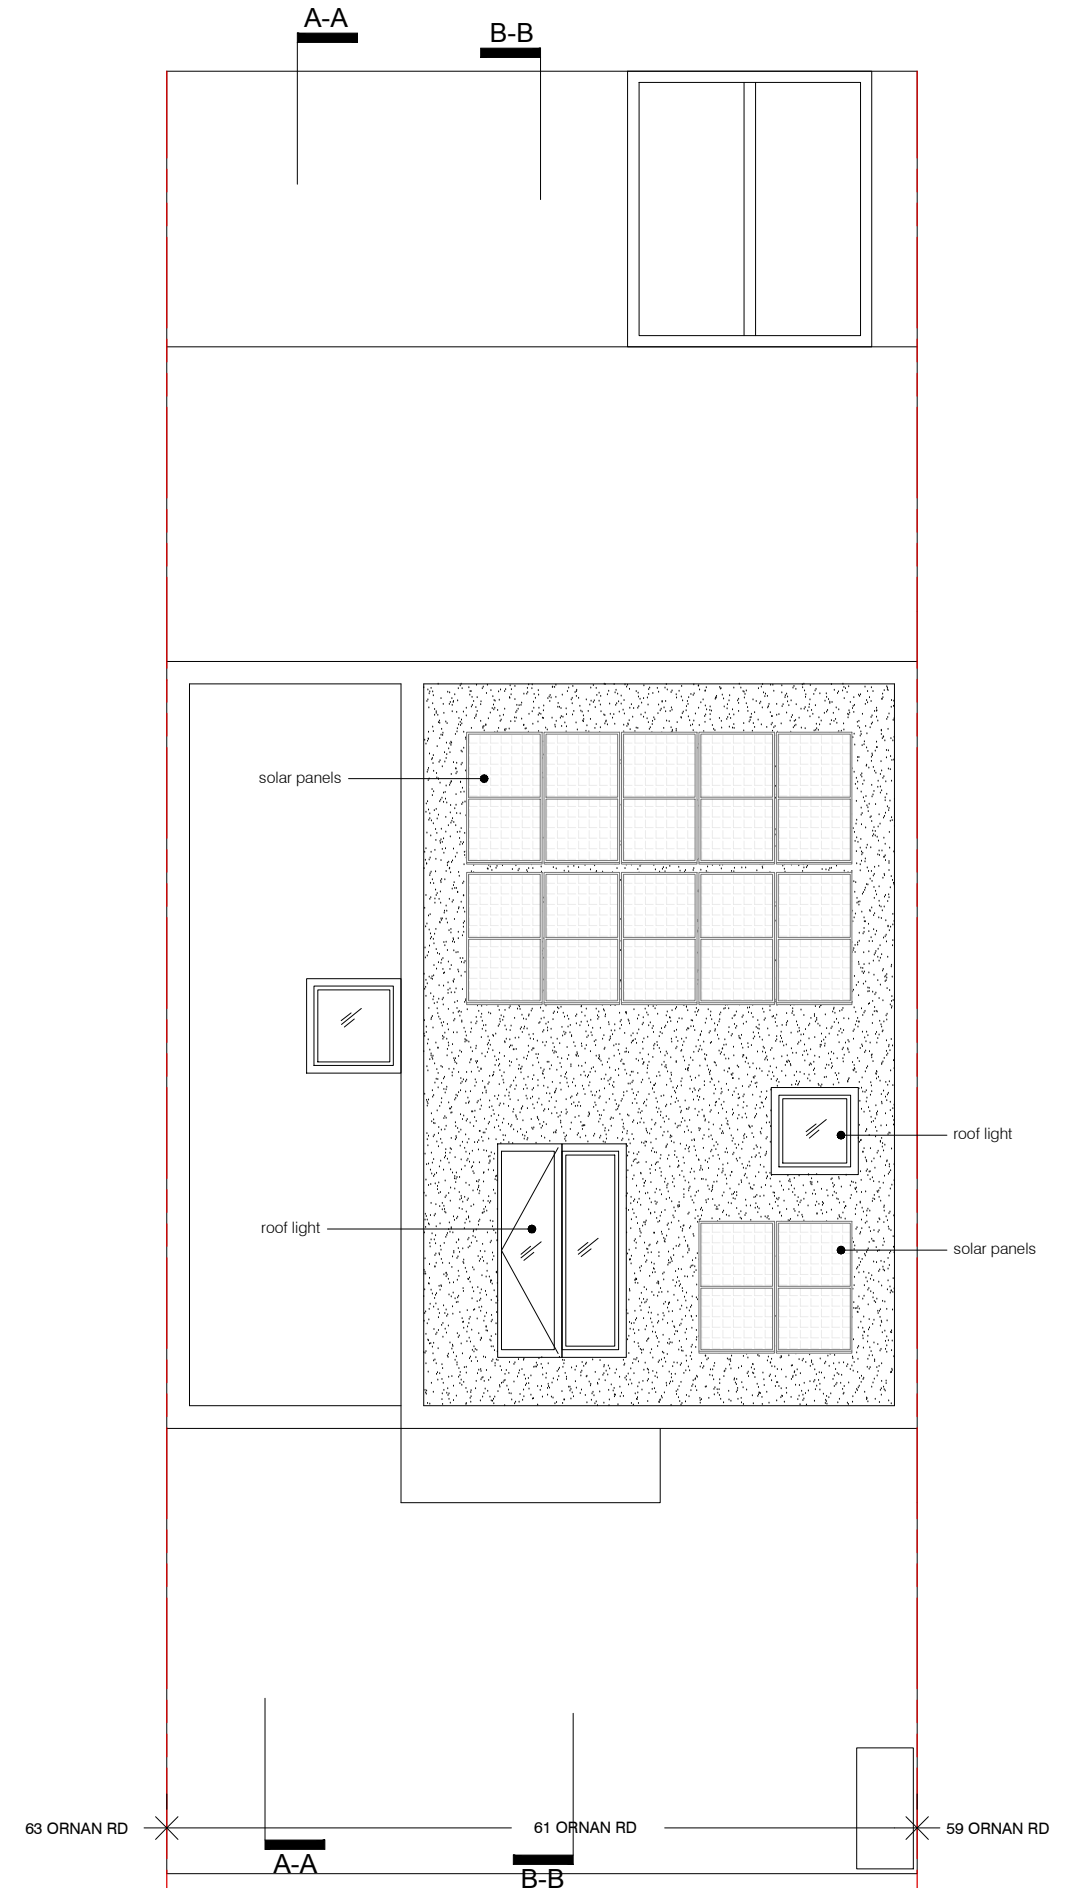 A-A
B-B
solar panels
roof light
roof light
solar panels
63 ORNAN RD
61 ORNAN RD
59 ORNAN RD
A-A
B-B